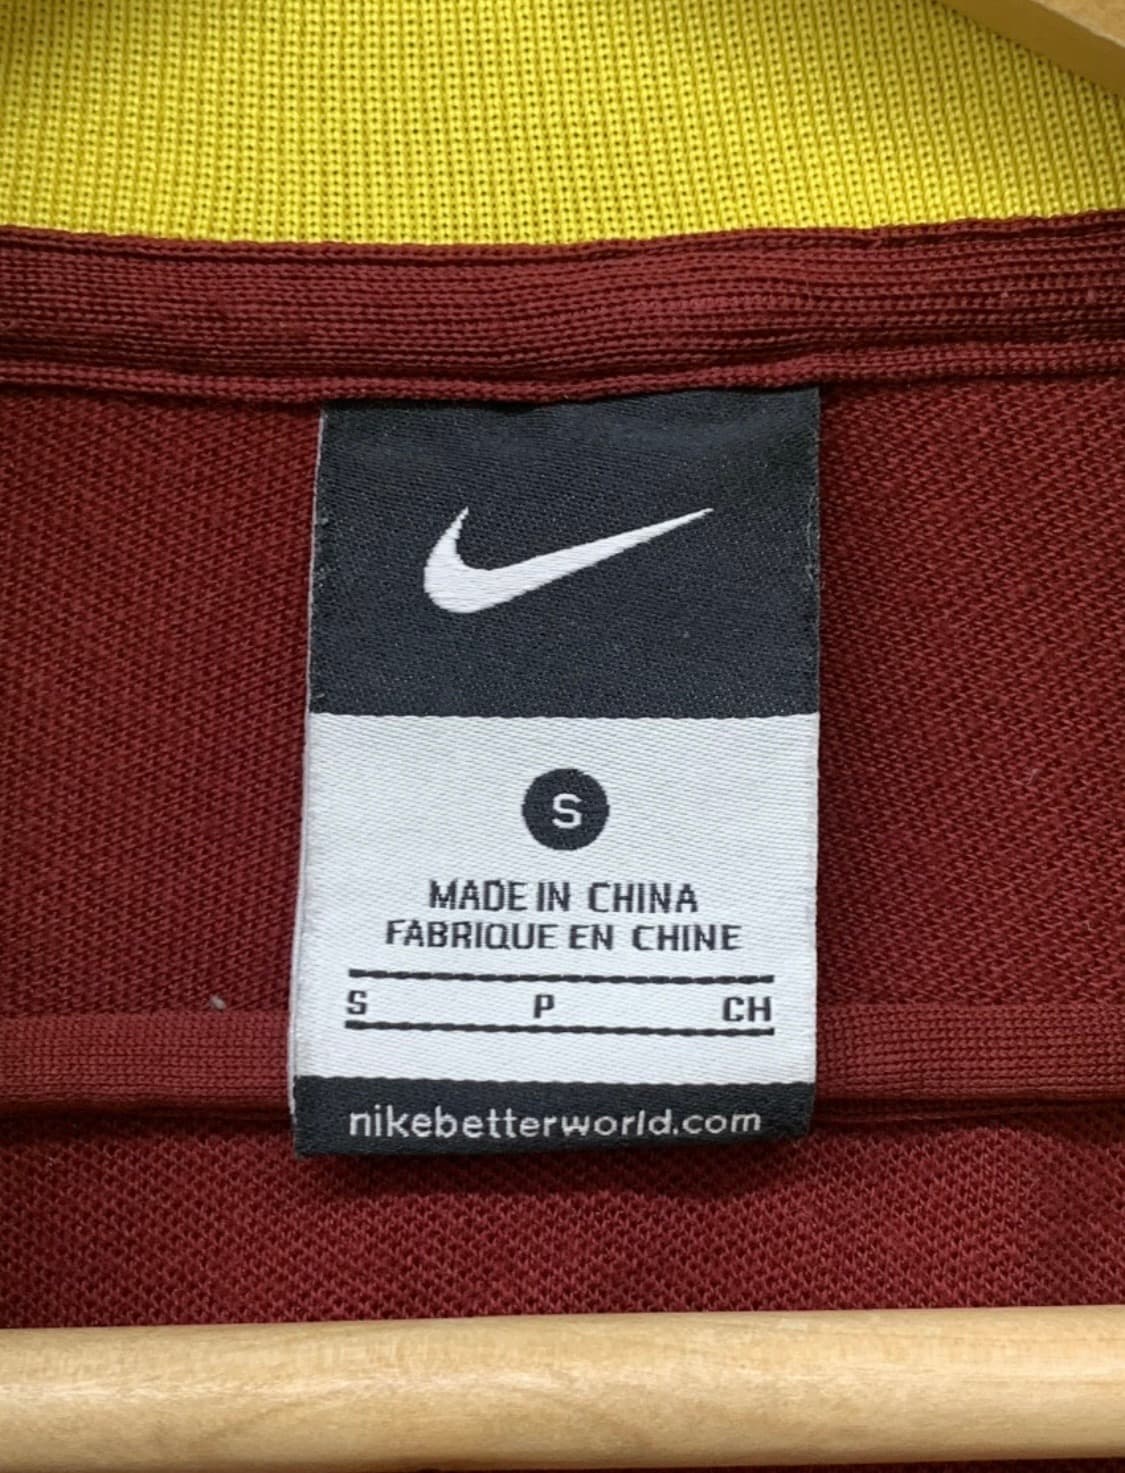 S
MADE IN CHINA
FABRIQUE EN CHINE
S P CH
nikebetterworld.com